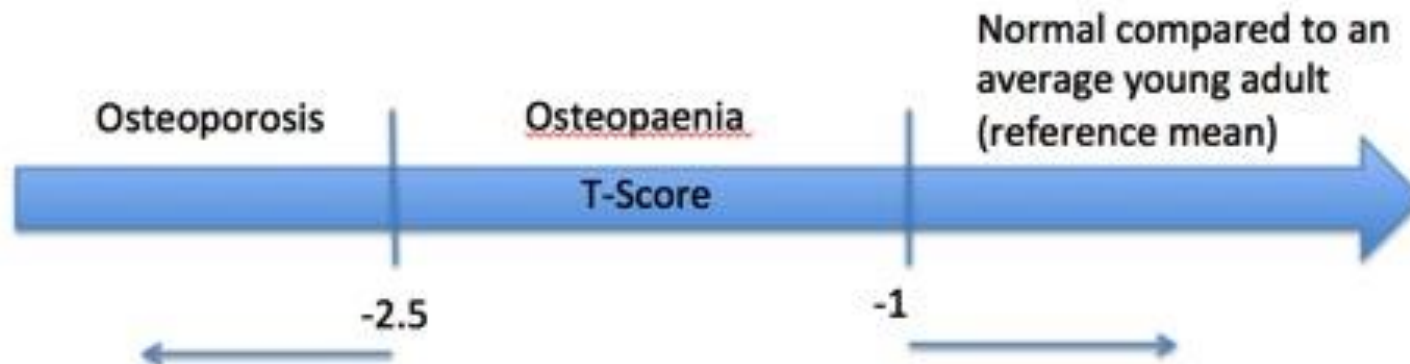 Normal compared to an
average young adult
(reference mean)
Osteoporosis
Osteopaenia
T-Score
-2.5
-1